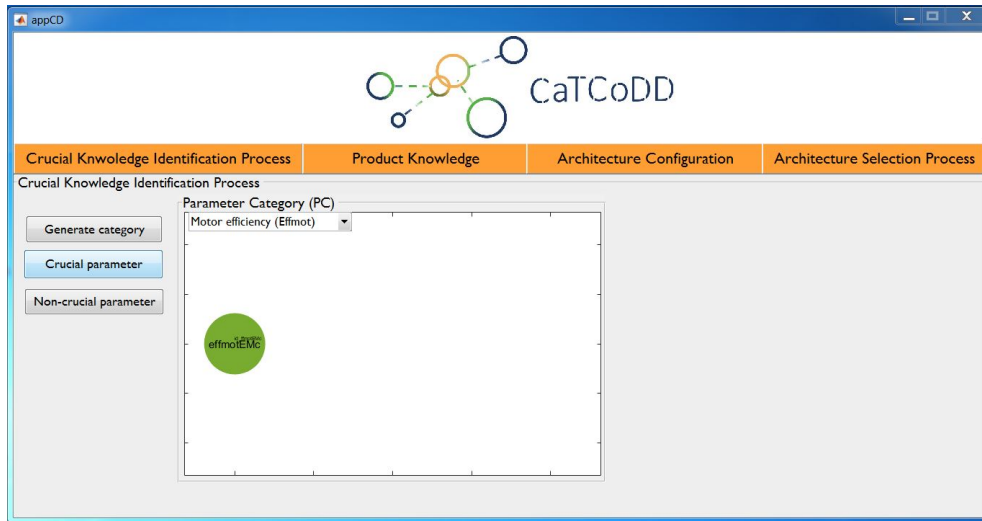 appCD
CaTCoDD
Crucial Knwoledge Identification Process
Product Knowledge
Architecture Configuration
Architecture Selection Process
Crucial Knowledge Identification Process
Parameter Category (PC)
Generate category
Motor efficiency (Effmot)
Crucial parameter
Non-crucial parameter
effmotEMc